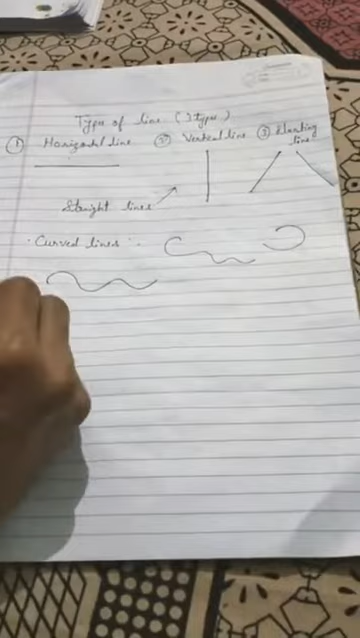 Types of line (3 types)
① Horizontal line ② Vertical line ③ Slanting line
Straight lines
Curved lines